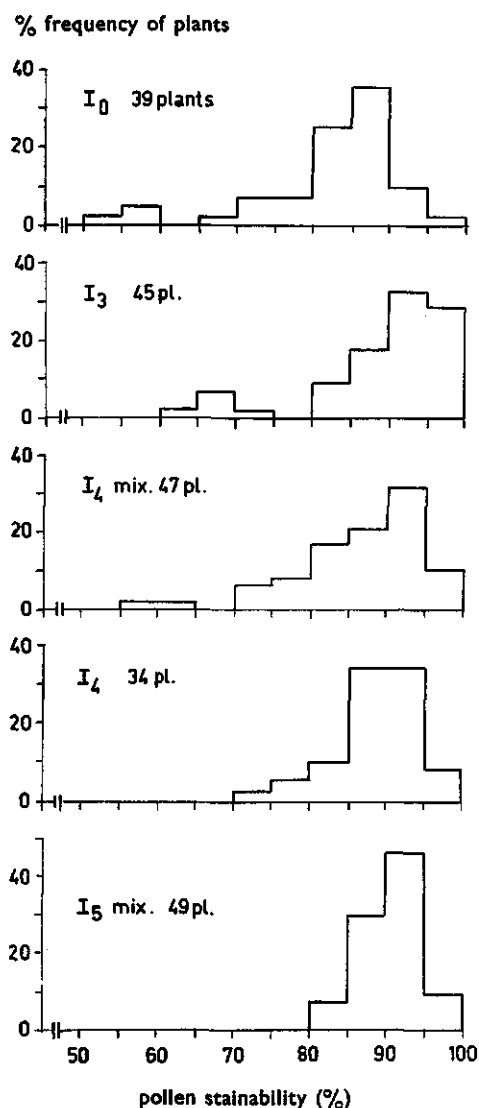 % frequency of plants
40
20
0
I₀ 39 plants
40
20
0
I₃ 45 pl.
40
20
0
I₄ mix. 47 pl.
40
20
0
I₄ 34 pl.
40
20
0
I₅ mix. 49 pl.
50 60 70 80 90 100
pollen stainability (%)